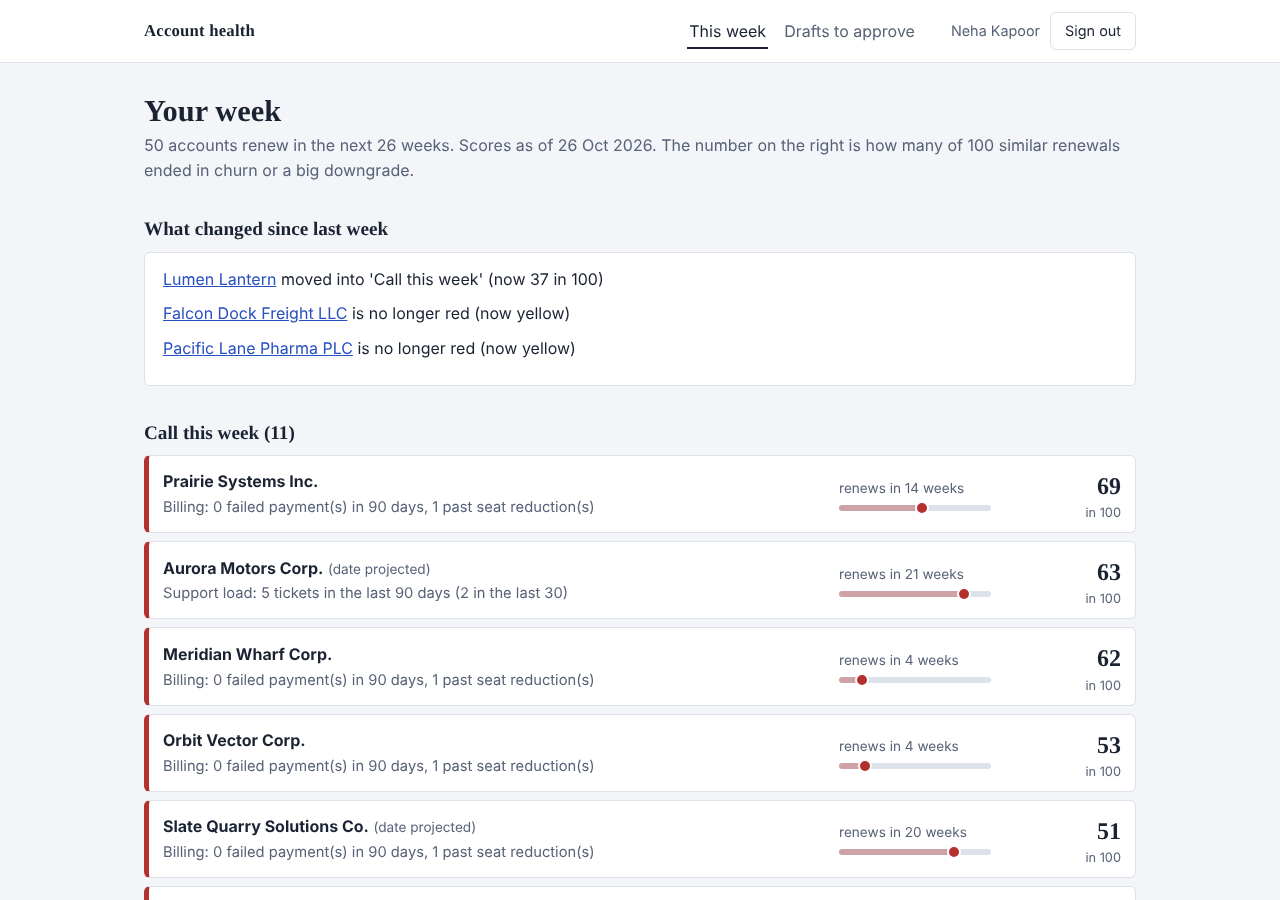 Account health
This week
Drafts to approve
Neha Kapoor
Sign out
Your week
50 accounts renew in the next 26 weeks. Scores as of 26 Oct 2026. The number on the right is how many of 100 similar renewals
ended in churn or a big downgrade.
What changed since last week
Lumen Lantern moved into 'Call this week' (now 37 in 100)
Falcon Dock Freight LLC is no longer red (now yellow)
Pacific Lane Pharma PLC is no longer red (now yellow)
Call this week (11)
Prairie Systems Inc.
Billing: 0 failed payment(s) in 90 days, 1 past seat reduction(s)
renews in 14 weeks
69
in 100
Aurora Motors Corp. (date projected)
Support load: 5 tickets in the last 90 days (2 in the last 30)
renews in 21 weeks
63
in 100
Meridian Wharf Corp.
Billing: 0 failed payment(s) in 90 days, 1 past seat reduction(s)
renews in 4 weeks
62
in 100
Orbit Vector Corp.
Billing: 0 failed payment(s) in 90 days, 1 past seat reduction(s)
renews in 4 weeks
53
in 100
Slate Quarry Solutions Co. (date projected)
Billing: 0 failed payment(s) in 90 days, 1 past seat reduction(s)
renews in 20 weeks
51
in 100